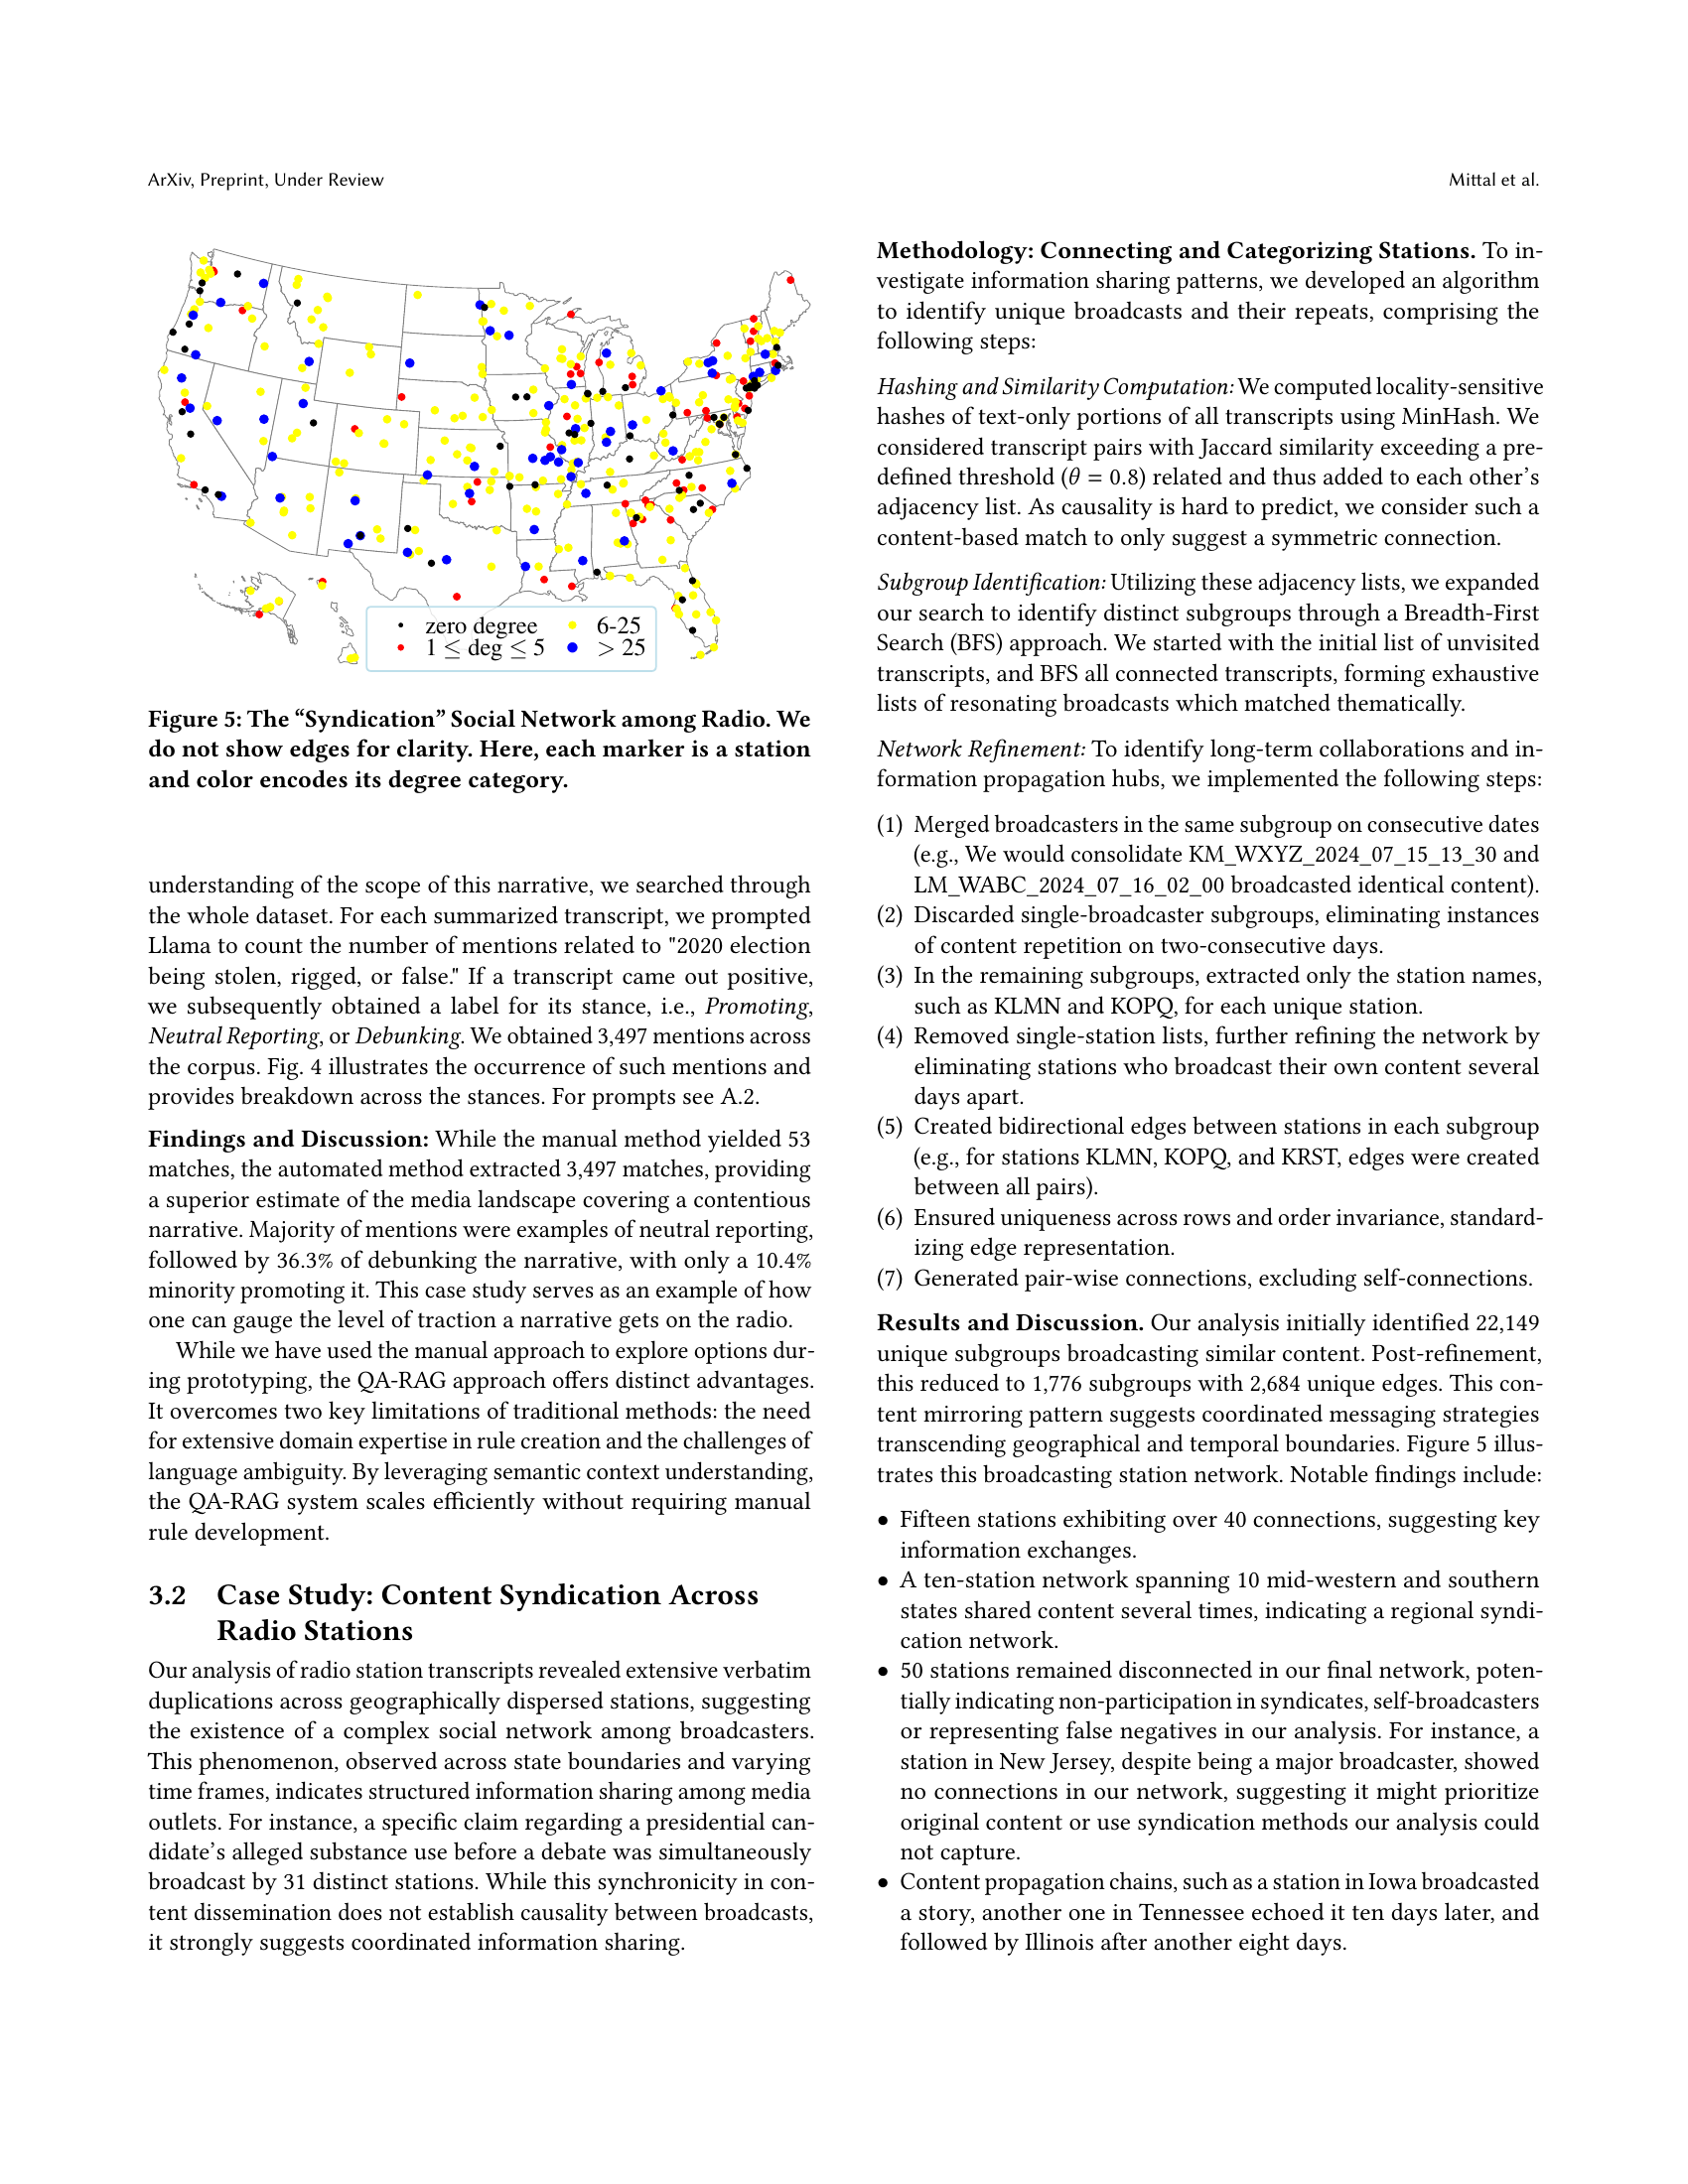 ArXiv, Preprint, Under Review
Mittal et al.
zero degree
6-25
1 ≤ deg ≤ 5
> 25
Figure 5: The “Syndication” Social Network among Radio. We
do not show edges for clarity. Here, each marker is a station
and color encodes its degree category.
understanding of the scope of this narrative, we searched through
the whole dataset. For each summarized transcript, we prompted
Llama to count the number of mentions related to "2020 election
being stolen, rigged, or false." If a transcript came out positive,
we subsequently obtained a label for its stance, i.e., Promoting,
Neutral Reporting, or Debunking. We obtained 3,497 mentions across
the corpus. Fig. 4 illustrates the occurrence of such mentions and
provides breakdown across the stances. For prompts see A.2.
Findings and Discussion: While the manual method yielded 53
matches, the automated method extracted 3,497 matches, providing
a superior estimate of the media landscape covering a contentious
narrative. Majority of mentions were examples of neutral reporting,
followed by 36.3% of debunking the narrative, with only a 10.4%
minority promoting it. This case study serves as an example of how
one can gauge the level of traction a narrative gets on the radio.
While we have used the manual approach to explore options dur-
ing prototyping, the QA-RAG approach offers distinct advantages.
It overcomes two key limitations of traditional methods: the need
for extensive domain expertise in rule creation and the challenges of
language ambiguity. By leveraging semantic context understanding,
the QA-RAG system scales efficiently without requiring manual
rule development.
3.2 Case Study: Content Syndication Across
Radio Stations
Our analysis of radio station transcripts revealed extensive verbatim
duplications across geographically dispersed stations, suggesting
the existence of a complex social network among broadcasters.
This phenomenon, observed across state boundaries and varying
time frames, indicates structured information sharing among media
outlets. For instance, a specific claim regarding a presidential can-
didate’s alleged substance use before a debate was simultaneously
broadcast by 31 distinct stations. While this synchronicity in con-
tent dissemination does not establish causality between broadcasts,
it strongly suggests coordinated information sharing.
Methodology: Connecting and Categorizing Stations. To in-
vestigate information sharing patterns, we developed an algorithm
to identify unique broadcasts and their repeats, comprising the
following steps:
Hashing and Similarity Computation: We computed locality-sensitive
hashes of text-only portions of all transcripts using MinHash. We
considered transcript pairs with Jaccard similarity exceeding a pre-
defined threshold (θ = 0.8) related and thus added to each other’s
adjacency list. As causality is hard to predict, we consider such a
content-based match to only suggest a symmetric connection.
Subgroup Identification: Utilizing these adjacency lists, we expanded
our search to identify distinct subgroups through a Breadth-First
Search (BFS) approach. We started with the initial list of unvisited
transcripts, and BFS all connected transcripts, forming exhaustive
lists of resonating broadcasts which matched thematically.
Network Refinement: To identify long-term collaborations and in-
formation propagation hubs, we implemented the following steps:
(1) Merged broadcasters in the same subgroup on consecutive dates
(e.g., We would consolidate KM_WXYZ_2024_07_15_13_30 and
LM_WABC_2024_07_16_02_00 broadcasted identical content).
(2) Discarded single-broadcaster subgroups, eliminating instances
of content repetition on two-consecutive days.
(3) In the remaining subgroups, extracted only the station names,
such as KLMN and KOPQ, for each unique station.
(4) Removed single-station lists, further refining the network by
eliminating stations who broadcast their own content several
days apart.
(5) Created bidirectional edges between stations in each subgroup
(e.g., for stations KLMN, KOPQ, and KRST, edges were created
between all pairs).
(6) Ensured uniqueness across rows and order invariance, standard-
izing edge representation.
(7) Generated pair-wise connections, excluding self-connections.
Results and Discussion. Our analysis initially identified 22,149
unique subgroups broadcasting similar content. Post-refinement,
this reduced to 1,776 subgroups with 2,684 unique edges. This con-
tent mirroring pattern suggests coordinated messaging strategies
transcending geographical and temporal boundaries. Figure 5 illus-
trates this broadcasting station network. Notable findings include:
• Fifteen stations exhibiting over 40 connections, suggesting key
information exchanges.
• A ten-station network spanning 10 mid-western and southern
states shared content several times, indicating a regional syndi-
cation network.
• 50 stations remained disconnected in our final network, poten-
tially indicating non-participation in syndicates, self-broadcasters
or representing false negatives in our analysis. For instance, a
station in New Jersey, despite being a major broadcaster, showed
no connections in our network, suggesting it might prioritize
original content or use syndication methods our analysis could
not capture.
• Content propagation chains, such as a station in Iowa broadcasted
a story, another one in Tennessee echoed it ten days later, and
followed by Illinois after another eight days.